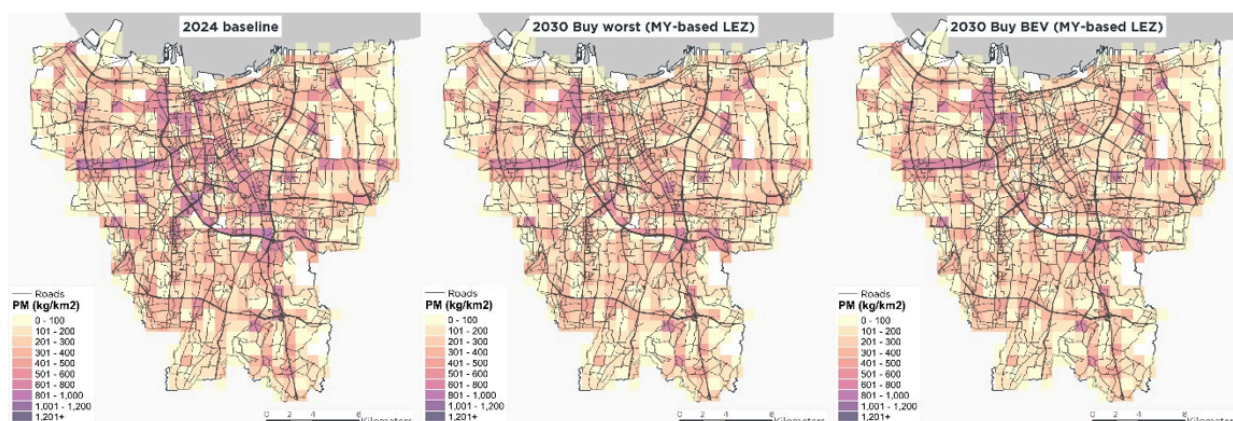 2024 baseline
Roads
PM (kg/km2)
0 - 100
101 - 200
201 - 300
301 - 400
401 - 500
501 - 600
601 - 800
801 - 1,000
1,001 - 1,200
1,201+
0 2 4 8
Kilometers
2030 Buy worst (MY-based LEZ)
Roads
PM (kg/km2)
0 - 100
101 - 200
201 - 300
301 - 400
401 - 500
501 - 600
601 - 800
801 - 1,000
1,001 - 1,200
1,201+
0 2 4 8
Kilometers
2030 Buy BEV (MY-based LEZ)
Roads
PM (kg/km2)
0 - 100
101 - 200
201 - 300
301 - 400
401 - 500
501 - 600
601 - 800
801 - 1,000
1,001 - 1,200
1,201+
0 2 4 8
Kilometers